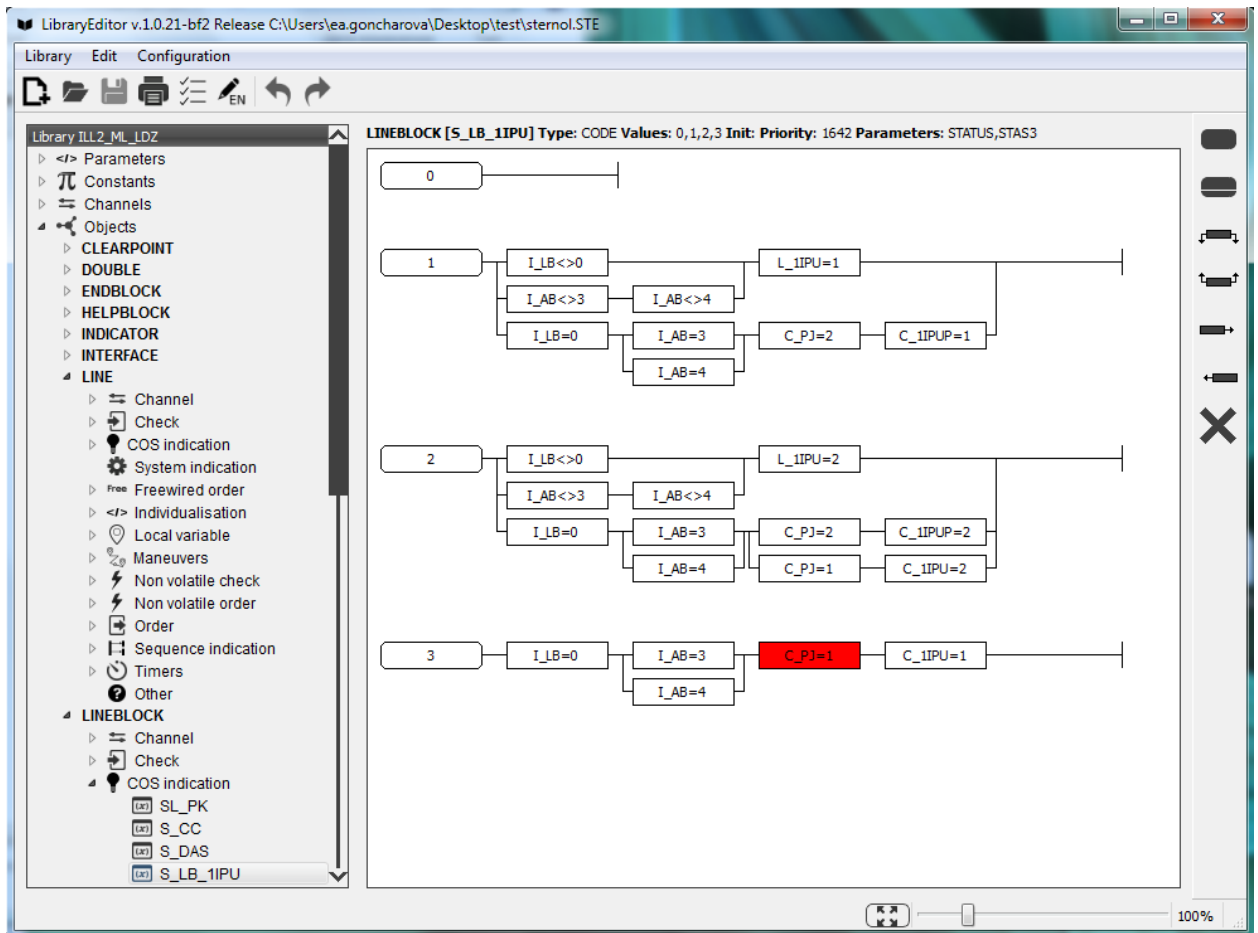 LibraryEditor v.1.0.21-bf2 Release C:\Users\ea.goncharova\Desktop\test\sternol.STE
Library Edit Configuration
EN
Library ILL2_ML_LDZ
</> Parameters
π Constants
Channels
Objects
CLEARPOINT
DOUBLE
ENDBLOCK
HELPBLOCK
INDICATOR
INTERFACE
LINE
Channel
Check
COS indication
System indication
Free Freewired order
</> Individualisation
Local variable
Maneuvers
Non volatile check
Non volatile order
Order
Sequence indication
Timers
Other
LINEBLOCK
Channel
Check
COS indication
(x) SL_PK
(x) S_CC
(x) S_DAS
(x) S_LB_1IPU
LINEBLOCK [S_LB_1IPU] Type: CODE Values: 0,1,2,3 Init: Priority: 1642 Parameters: STATUS,STAS3
0
1 I_LB<>0 L_1IPU=1
I_AB<>3 I_AB<>4
I_LB=0 I_AB=3 C_PJ=2 C_1IPUP=1
I_AB=4
2 I_LB<>0 L_1IPU=2
I_AB<>3 I_AB<>4
I_LB=0 I_AB=3 C_PJ=2 C_1IPUP=2
I_AB=4 C_PJ=1 C_1IPU=2
3 I_LB=0 I_AB=3 C_PJ=1 C_1IPU=1
I_AB=4
100%